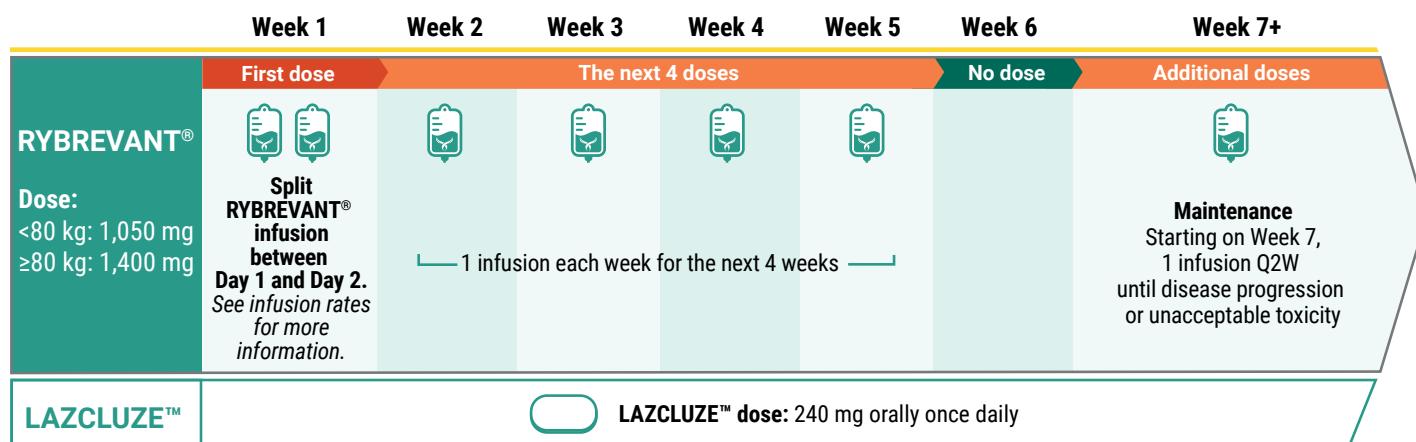 Week 1 Week 2 Week 3 Week 4 Week 5 Week 6 Week 7+
First dose The next 4 doses No dose Additional doses
RYBREVANT®
Dose:
<80 kg: 1,050 mg
≥80 kg: 1,400 mg
Split
RYBREVANT®
infusion
between
Day 1 and Day 2.
See infusion rates
for more
information.
1 infusion each week for the next 4 weeks
Maintenance
Starting on Week 7,
1 infusion Q2W
until disease progression
or unacceptable toxicity
LAZCLUZE™
LAZCLUZE™ dose: 240 mg orally once daily